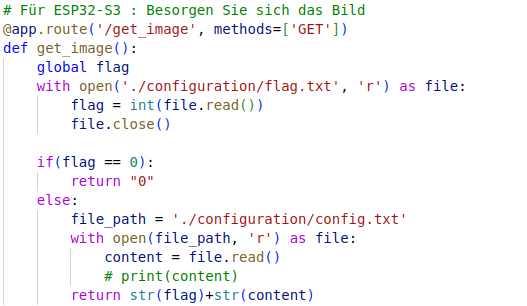 # Für ESP32-S3 : Besorgen Sie sich das Bild
@app.route('/get_image', methods=['GET'])
def get_image():
    global flag
    with open('./configuration/flag.txt', 'r') as file:
        flag = int(file.read())
        file.close()

    if(flag == 0):
        return "0"
    else:
        file_path = './configuration/config.txt'
        with open(file_path, 'r') as file:
            content = file.read()
            # print(content)
        return str(flag)+str(content)